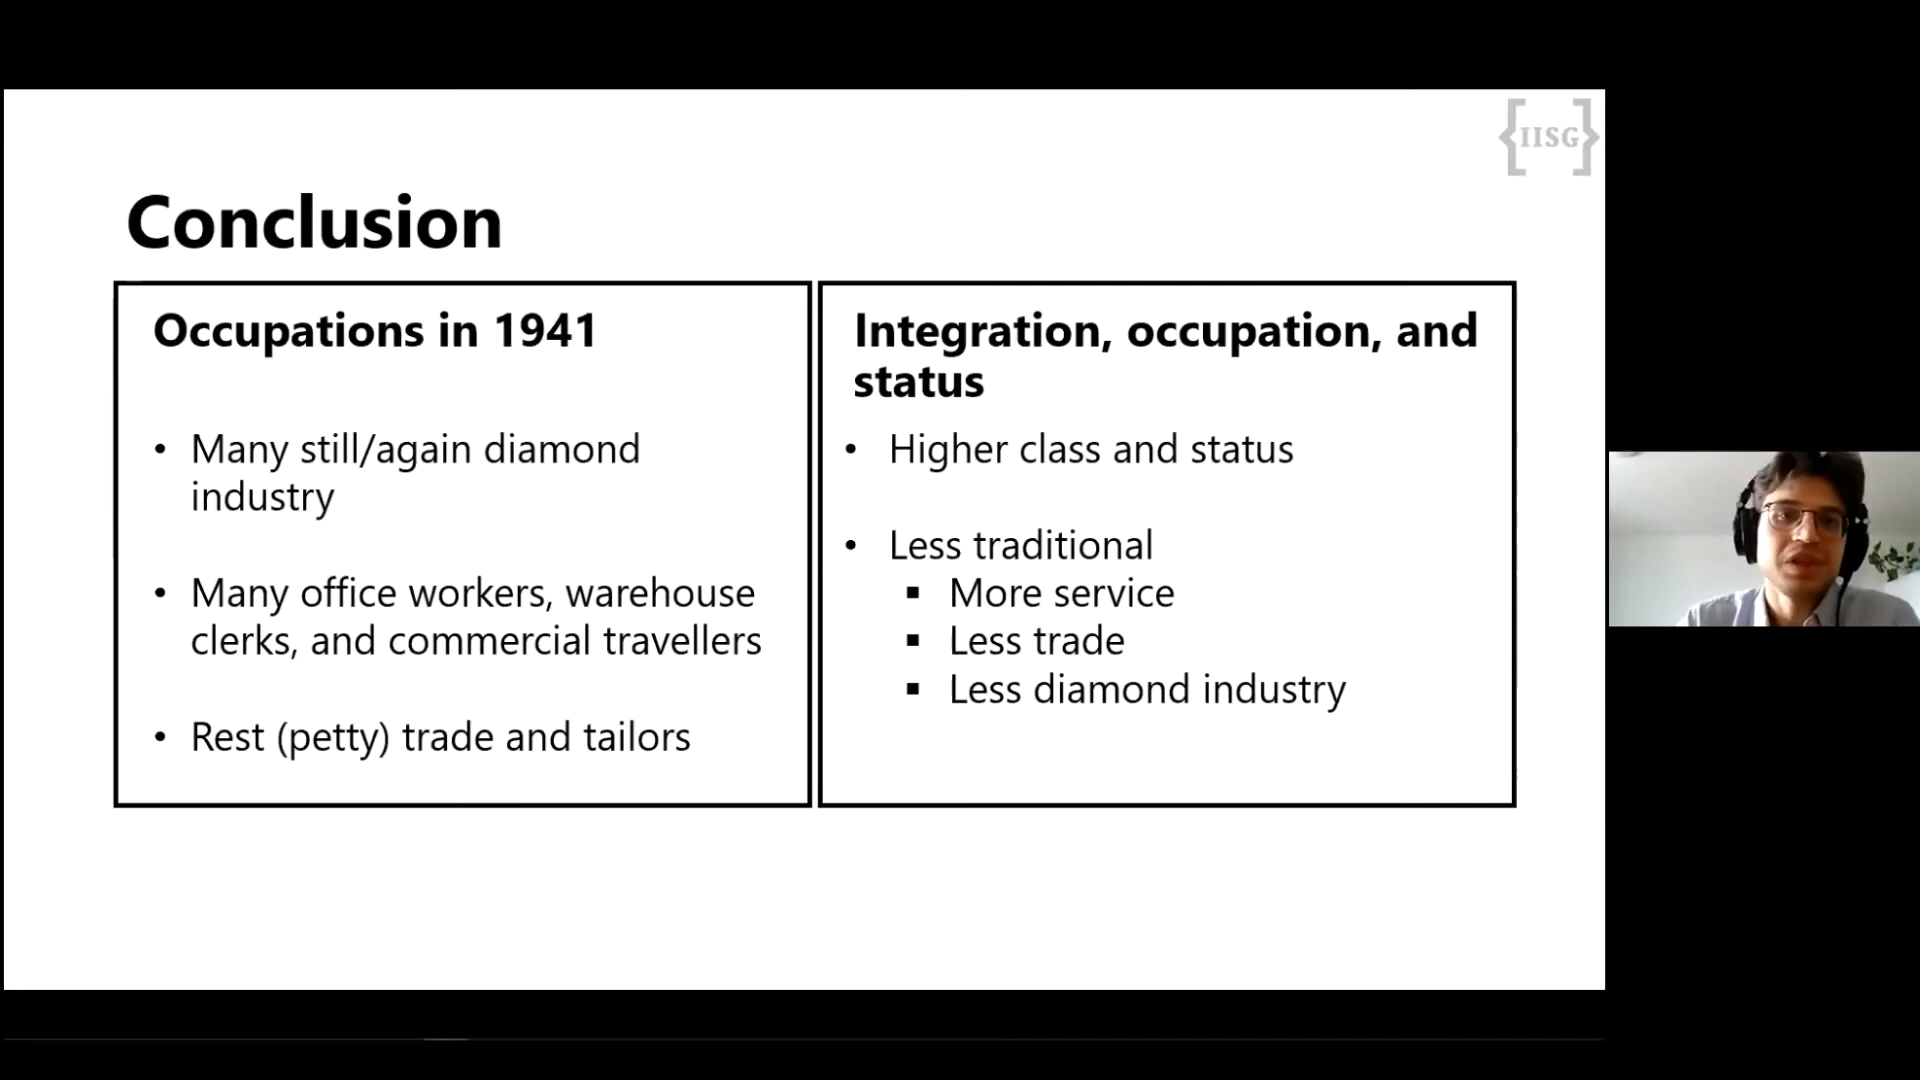 {IISG}
Conclusion
Occupations in 1941
• Many still/again diamond
industry
• Many office workers, warehouse
clerks, and commercial travellers
• Rest (petty) trade and tailors
Integration, occupation, and
status
• Higher class and status
• Less traditional
▪ More service
▪ Less trade
▪ Less diamond industry